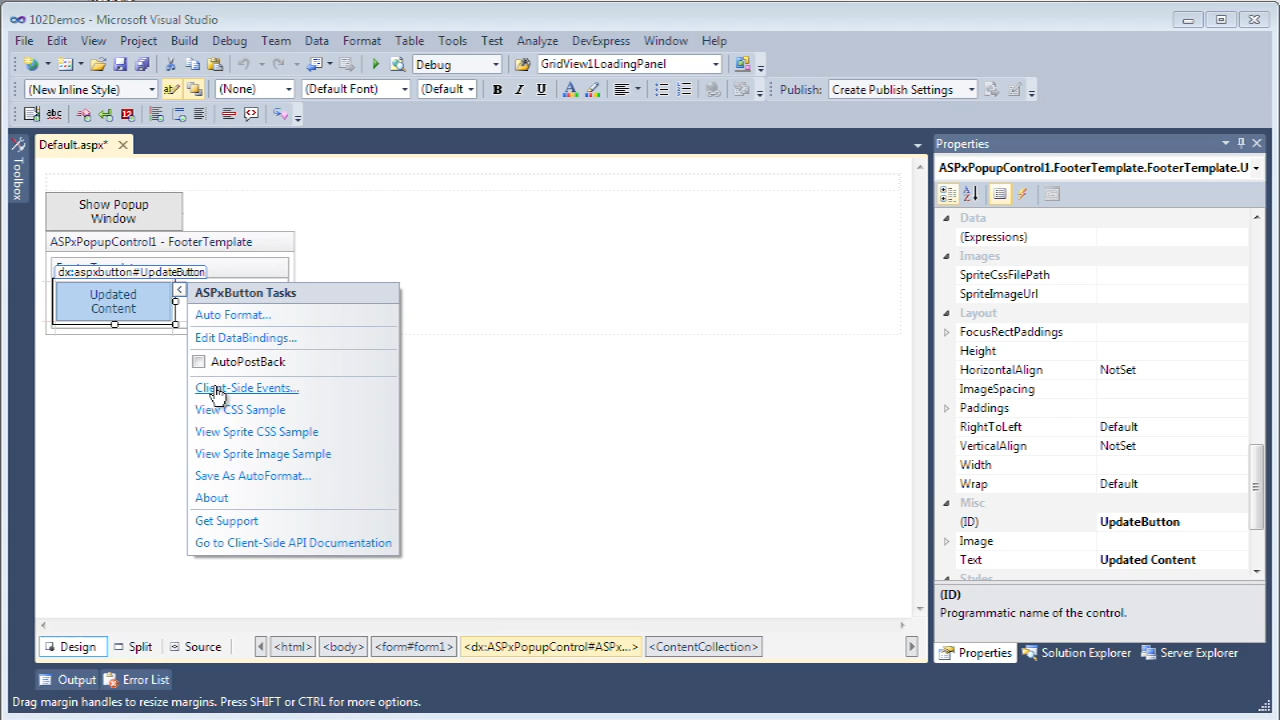 102Demos - Microsoft Visual Studio
File Edit View Project Build Debug Team Data Format Table Tools Test Analyze DevExpress Window Help
Debug GridView1LoadingPanel
(New Inline Style) (None) (Default Font) (Default B I U Publish: Create Publish Settings
Default.aspx*
Toolbox
Show Popup
Window
ASPxPopupControl1 - FooterTemplate
dx:aspxbutton#UpdateButton
Updated
Content
ASPxButton Tasks
Auto Format...
Edit DataBindings...
AutoPostBack
Client-Side Events...
View CSS Sample
View Sprite CSS Sample
View Sprite Image Sample
Save As AutoFormat...
About
Get Support
Go to Client-Side API Documentation
Properties
ASPxPopupControl1.FooterTemplate.FooterTemplate.U
Data
(Expressions)
Images
SpriteCssFilePath
SpriteImageUrl
Layout
FocusRectPaddings
Height
HorizontalAlign NotSet
ImageSpacing
Paddings
RightToLeft Default
VerticalAlign NotSet
Width
Wrap Default
Misc
(ID) UpdateButton
Image
Text Updated Content
Styles
(ID)
Programmatic name of the control.
Properties Solution Explorer Server Explorer
Design Split Source <html> <body> <form#form1> <dx:ASPxPopupControl#ASPx...> <ContentCollection>
Output Error List
Drag margin handles to resize margins. Press SHIFT or CTRL for more options.